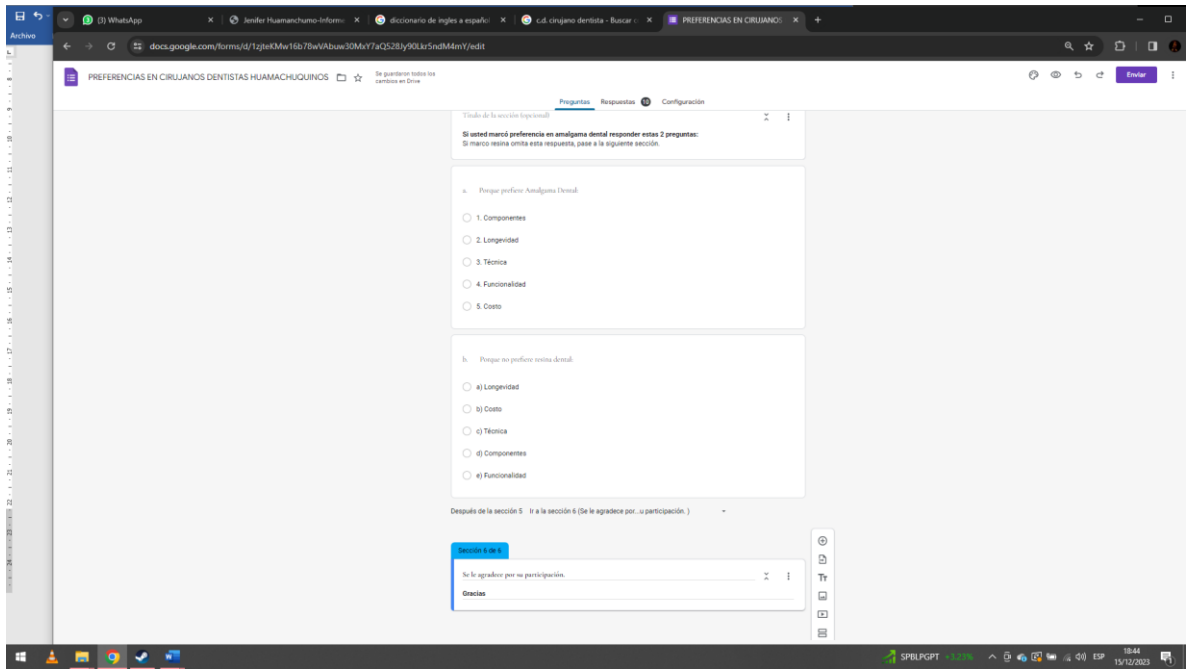 (3) WhatsApp
Jenifer Huamanchumo-Inform
diccionario de ingles a español
c.d. cirujano dentista - Buscar c
PREFERENCIAS EN CIRUJANOS
Archivo
docs.google.com/forms/d/1zjteKMw16b78wVAbuw30MxY7aQS28Jy90Lkr5ndM4mY/edit
PREFERENCIAS EN CIRUJANOS DENTISTAS HUAMACHUQUINOS
Se guardaron todos los
cambios en Drive
Enviar
Preguntas Respuestas 10 Configuración
Título de la sección (opcional)
Si usted marcó preferencia en amalgama dental responder estas 2 preguntas:
Si marco resina omita esta respuesta, pase a la siguiente sección.
a. Porque prefiere Amalgama Dental:
1. Componentes
2. Longevidad
3. Técnica
4. Funcionalidad
5. Costo
b. Porque no prefiere resina dental:
a) Longevidad
b) Costo
c) Técnica
d) Componentes
e) Funcionalidad
Después de la sección 5 Ir a la sección 6 (Se le agradece por...u participación. )
Sección 6 de 6
Se le agradece por su participación.
Gracias
SPBLPGPT +3.23%
ESP
18:44
15/12/2023